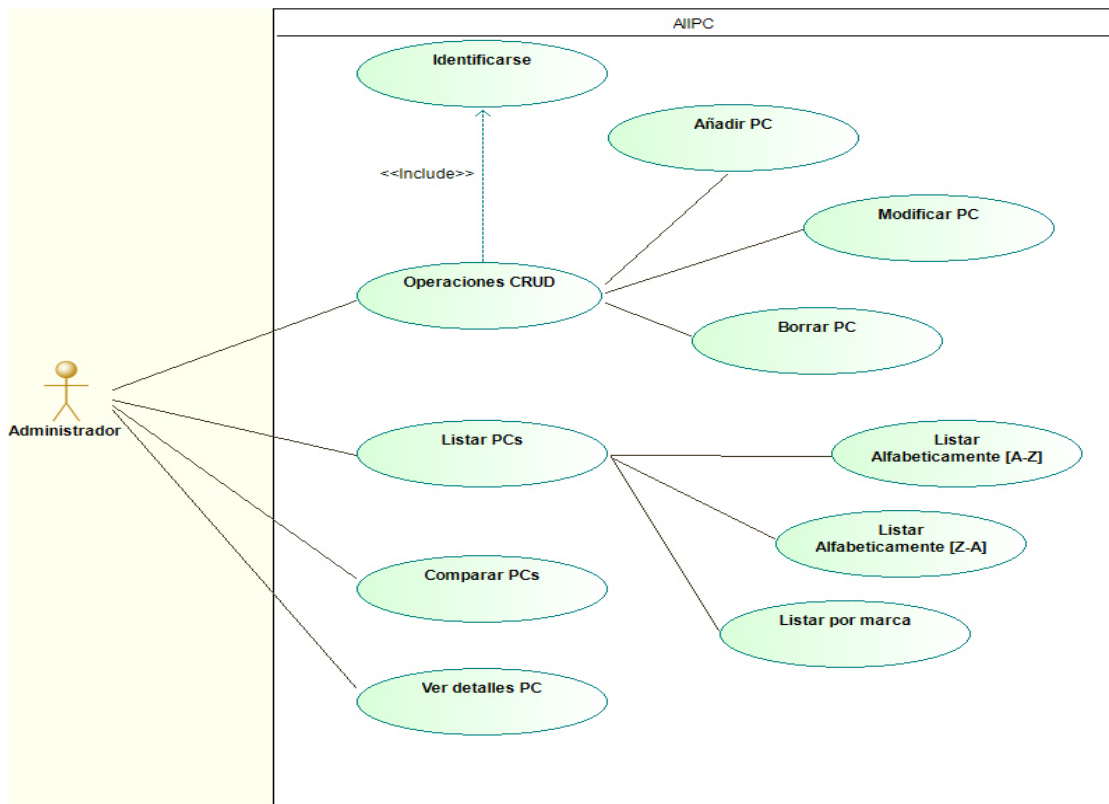 AllPC
Identificarse
Añadir PC
<<Include>>
Modificar PC
Operaciones CRUD
Borrar PC
Administrador
Listar PCs
Listar
Alfabeticamente [A-Z]
Listar
Alfabeticamente [Z-A]
Comparar PCs
Listar por marca
Ver detalles PC